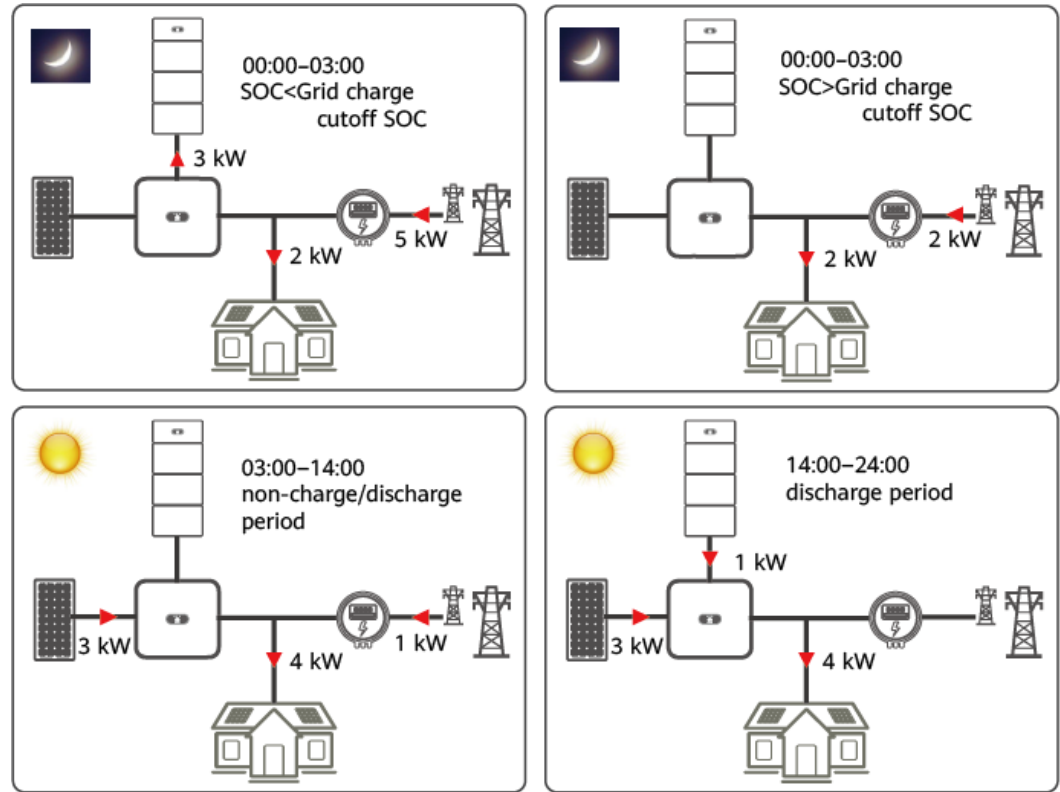 00:00–03:00
SOC<Grid charge
cutoff SOC
3 kW
5 kW
2 kW
00:00–03:00
SOC>Grid charge
cutoff SOC
2 kW
2 kW
03:00–14:00
non-charge/discharge
period
3 kW
1 kW
4 kW
14:00–24:00
discharge period
1 kW
3 kW
4 kW